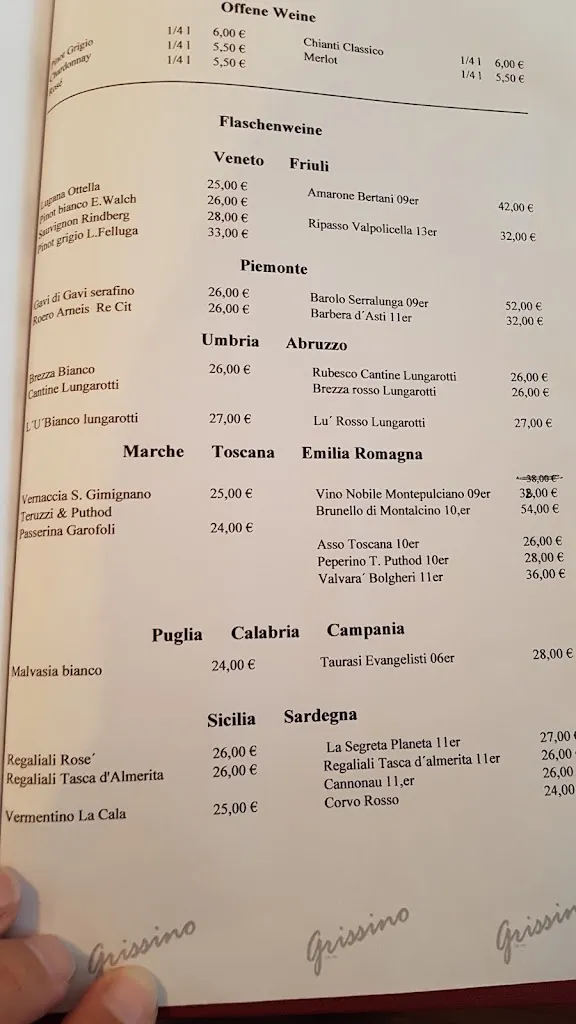 Offene Weine
Pinot Grigio 1/4 l 6,00 € Chianti Classico 1/4 l 6,00 €
Chardonnay 1/4 l 5,50 € Merlot 1/4 l 5,50 €
Rosé 1/4 l 5,50 €
Flaschenweine
Veneto Friuli
Lugana Ottella 25,00 € Amarone Bertani 09er 42,00 €
Pinot bianco E.Walch 26,00 €
Sauvignon Rindberg 28,00 € Ripasso Valpolicella 13er 32,00 €
Pinot grigio L.Felluga 33,00 €
Piemonte
Gavi di Gavi serafino 26,00 € Barolo Serralunga 09er 52,00 €
Roero Arneis Re Cit 26,00 € Barbera d'Asti 11er 32,00 €
Umbria Abruzzo
Brezza Bianco 26,00 € Rubesco Cantine Lungarotti 26,00 €
Cantine Lungarotti Brezza rosso Lungarotti 26,00 €
L´U´Bianco lungarotti 27,00 € Lu´ Rosso Lungarotti 27,00 €
Marche Toscana Emilia Romagna
38,00 €
Vernaccia S. Gimignano 25,00 € Vino Nobile Montepulciano 09er
Teruzzi & Puthod Brunello di Montalcino 10,er 54,00 €
Passerina Garofoli 24,00 €
Asso Toscana 10er 26,00 €
Peperino T. Puthod 10er 28,00 €
Valvara´ Bolgheri 11er 36,00 €
Puglia Calabria Campania
Malvasia bianco 24,00 € Taurasi Evangelisti 06er 28,00 €
Sicilia Sardegna
Regaliali Rose´ 26,00 € La Segreta Planeta 11er 27,00 €
Regaliali Tasca d'Almerita 26,00 € Regaliali Tasca d´almerita 11er 26,00
Cannonau 11,er 26,00
Vermentino La Cala 25,00 € Corvo Rosso 24,00
Grissino Grissino Grissin